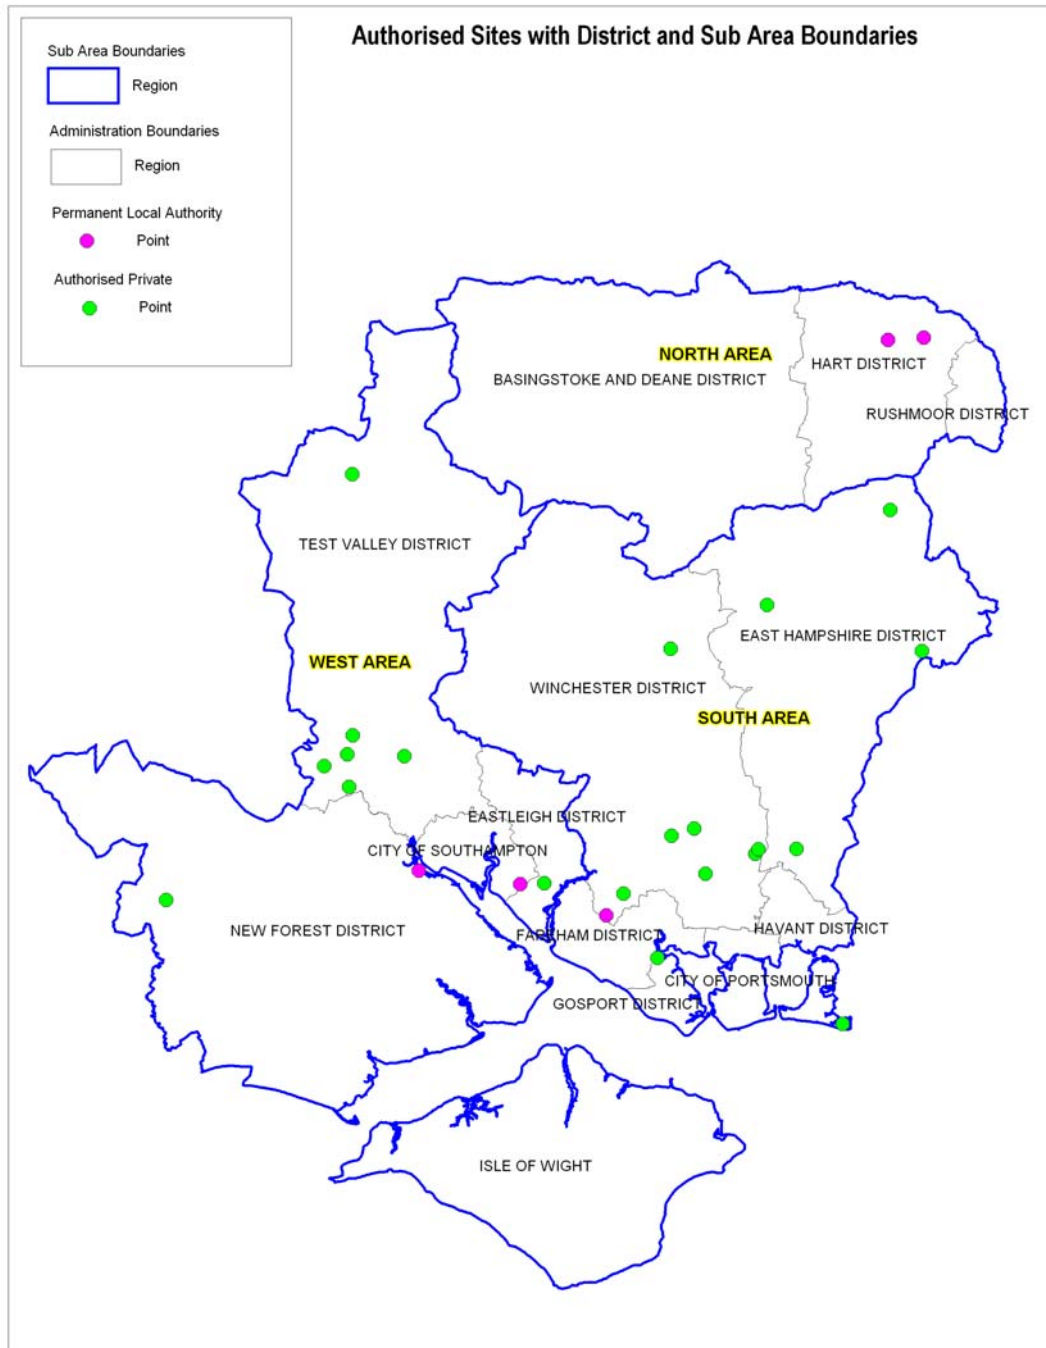 Authorised Sites with District and Sub Area Boundaries
Sub Area Boundaries
Region
Administration Boundaries
Region
Permanent Local Authority
Point
Authorised Private
Point
NORTH AREA
HART DISTRICT
BASINGSTOKE AND DEANE DISTRICT
RUSHMOOR DISTRICT
TEST VALLEY DISTRICT
EAST HAMPSHIRE DISTRICT
WEST AREA
WINCHESTER DISTRICT
SOUTH AREA
EASTLEIGH DISTRICT
CITY OF SOUTHAMPTON
NEW FOREST DISTRICT
FAREHAM DISTRICT
HAVANT DISTRICT
CITY OF PORTSMOUTH
GOSPORT DISTRICT
ISLE OF WIGHT